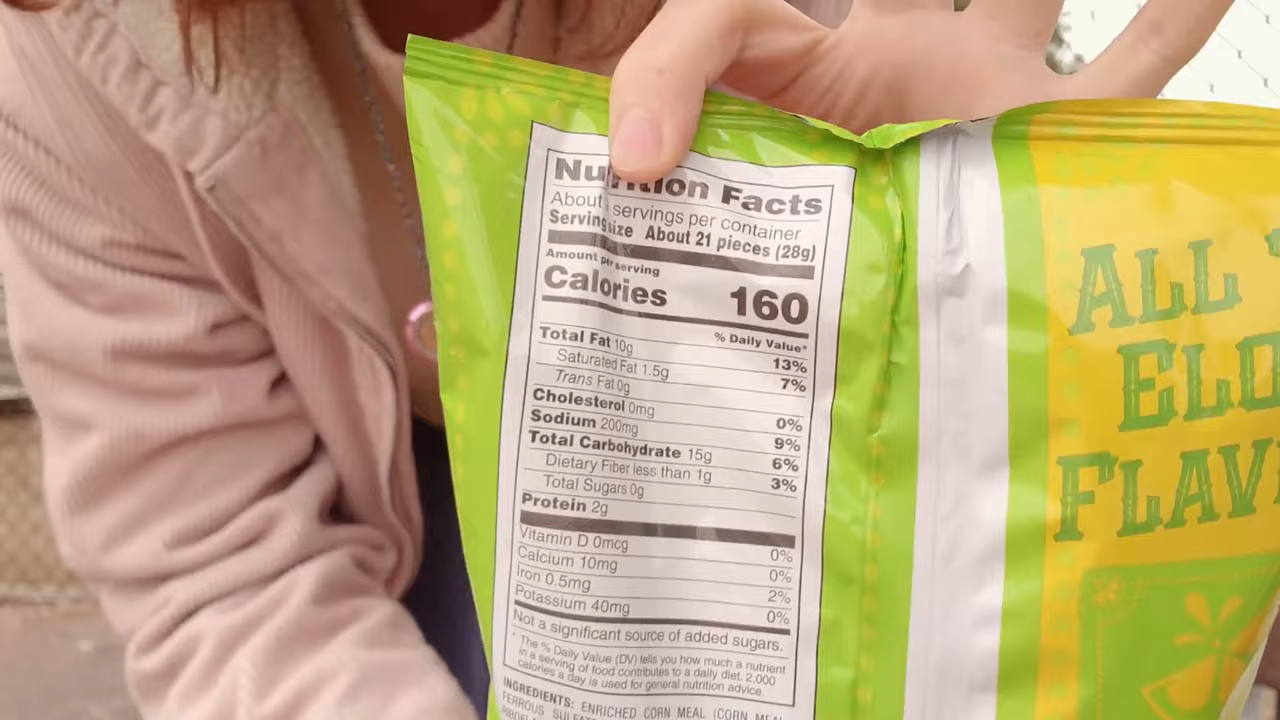 Nutrition Facts
About servings per container
Serving size About 21 pieces (28g)
Amount per serving
Calories 160
% Daily Value*
Total Fat 10g 13%
Saturated Fat 1.5g 7%
Trans Fat 0g
Cholesterol 0mg 0%
Sodium 200mg 9%
Total Carbohydrate 15g 6%
Dietary Fiber less than 1g 3%
Total Sugars 0g
Protein 2g
Vitamin D 0mcg 0%
Calcium 10mg 0%
Iron 0.5mg 2%
Potassium 40mg 0%
Not a significant source of added sugars.
* The % Daily Value (DV) tells you how much a nutrient
in a serving of food contributes to a daily diet. 2,000
calories a day is used for general nutrition advice.
INGREDIENTS: ENRICHED CORN MEAL (CORN MEAL
FERROUS
ALL
ELO
FLAV